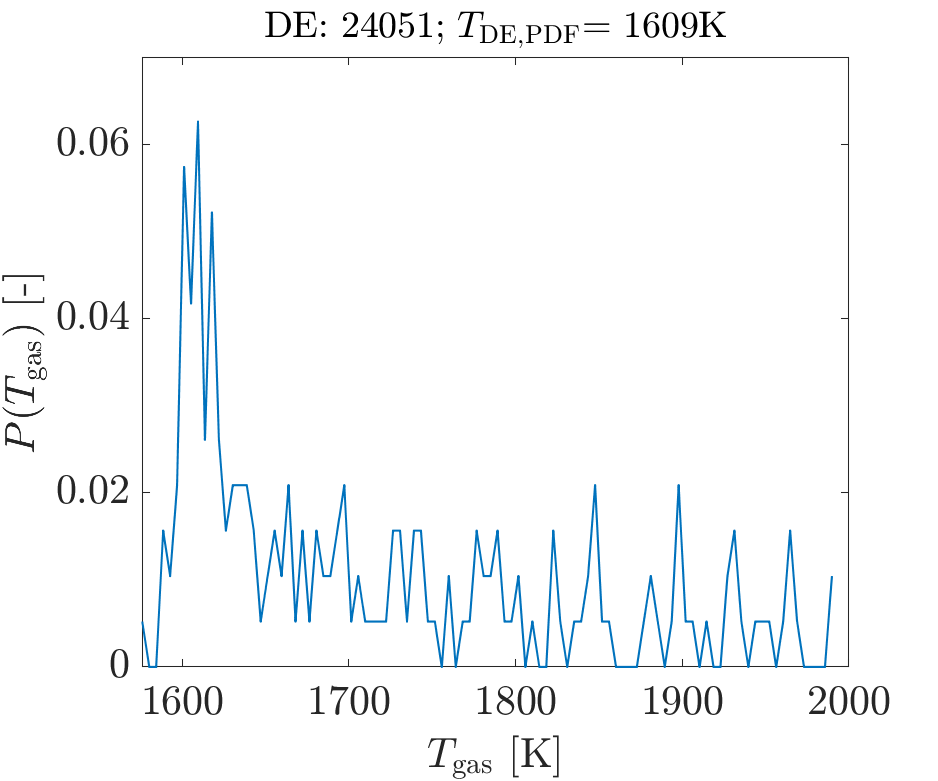 DE: 24051; T_DE,PDF= 1609K
0.06
0.04
0.02
0
P(T_gas) [-]
1600 1700 1800 1900 2000
T_gas [K]